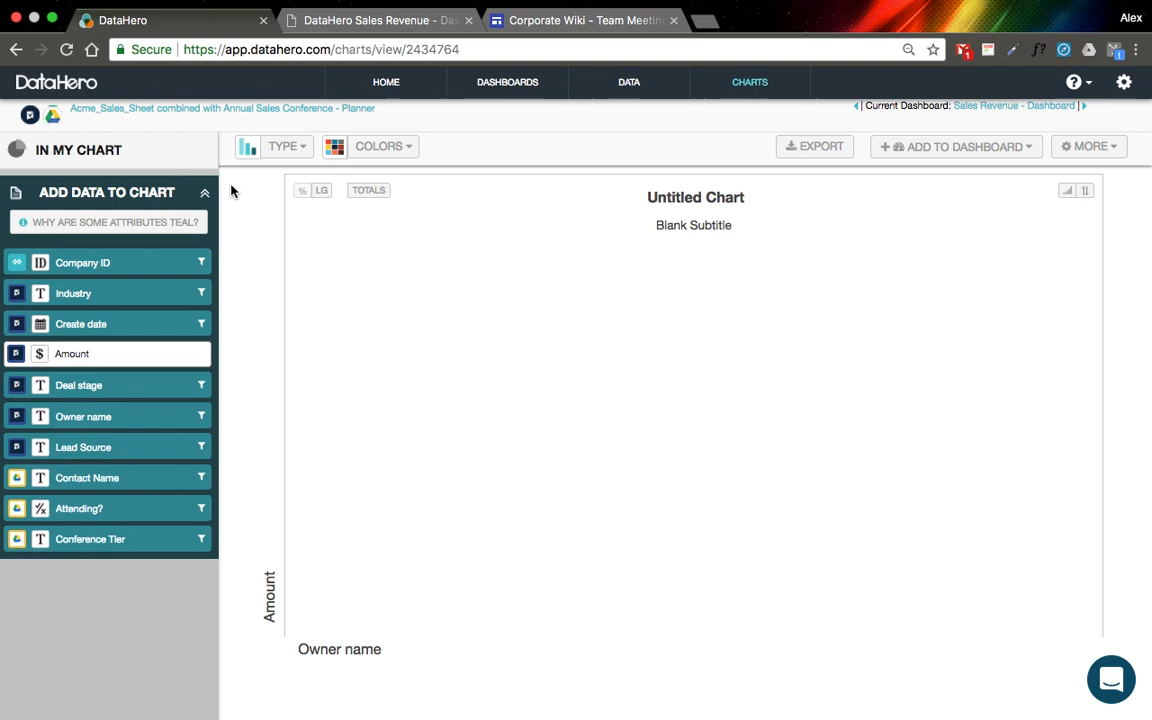 DataHero
DataHero Sales Revenue - Das
Corporate Wiki - Team Meeting
Alex
Secure
https://app.datahero.com/charts/view/2434764
DataHero
HOME
DASHBOARDS
DATA
CHARTS
Acme_Sales_Sheet combined with Annual Sales Conference - Planner
| Current Dashboard: Sales Revenue - Dashboard |
IN MY CHART
TYPE
COLORS
EXPORT
+ ADD TO DASHBOARD
MORE
ADD DATA TO CHART
WHY ARE SOME ATTRIBUTES TEAL?
% LG
TOTALS
Untitled Chart
Blank Subtitle
ID Company ID
T Industry
Create date
$ Amount
T Deal stage
T Owner name
T Lead Source
T Contact Name
Attending?
T Conference Tier
Amount
Owner name